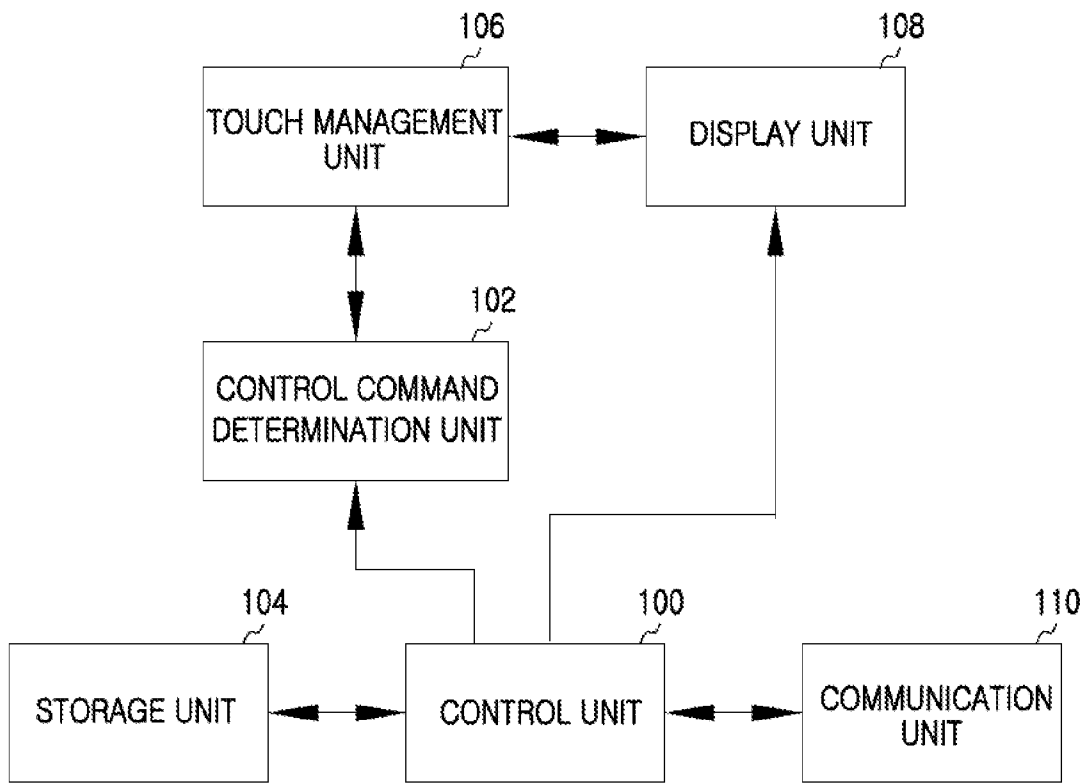 106
108
TOUCH MANAGEMENT
UNIT
DISPLAY UNIT
102
CONTROL COMMAND
DETERMINATION UNIT
104
100
110
STORAGE UNIT
CONTROL UNIT
COMMUNICATION
UNIT